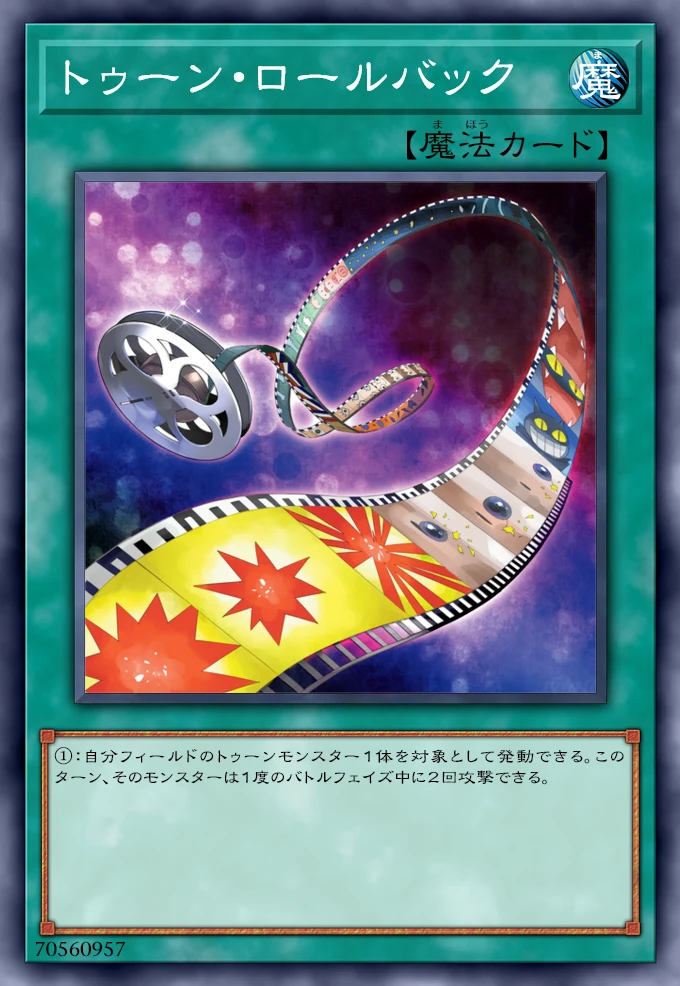 トゥーン・ロールバック
魔
ま
ま ほう
【魔法カード】
①：自分フィールドのトゥーンモンスター１体を対象として発動できる。この
ターン、そのモンスターは１度のバトルフェイズ中に２回攻撃できる。
70560957